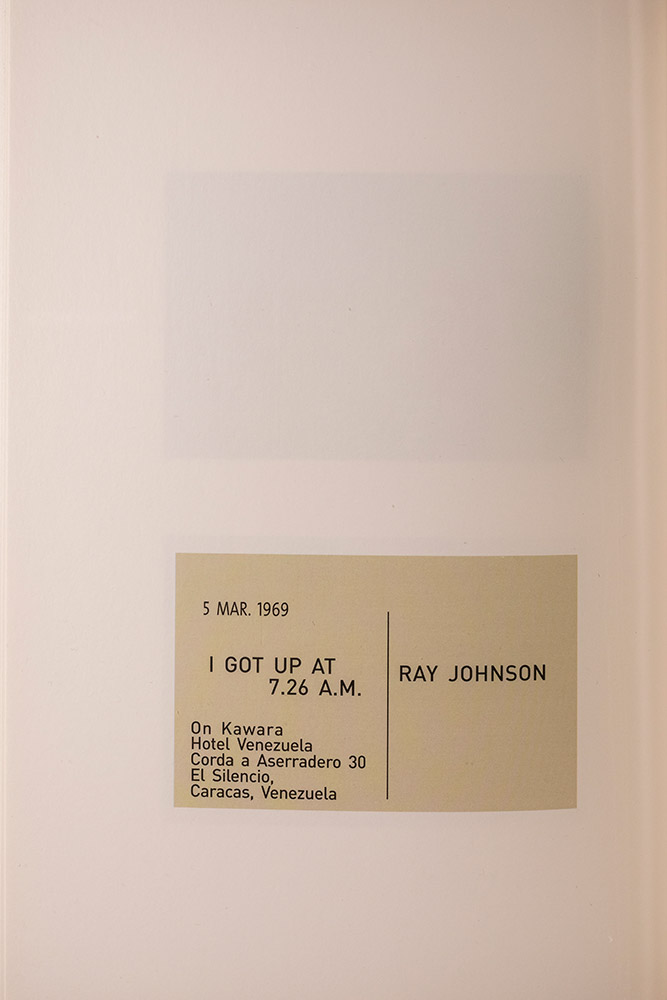 5 MAR. 1969
I GOT UP AT
7.26 A.M.
On Kawara
Hotel Venezuela
Corda a Aserradero 30
El Silencio,
Caracas, Venezuela
RAY JOHNSON